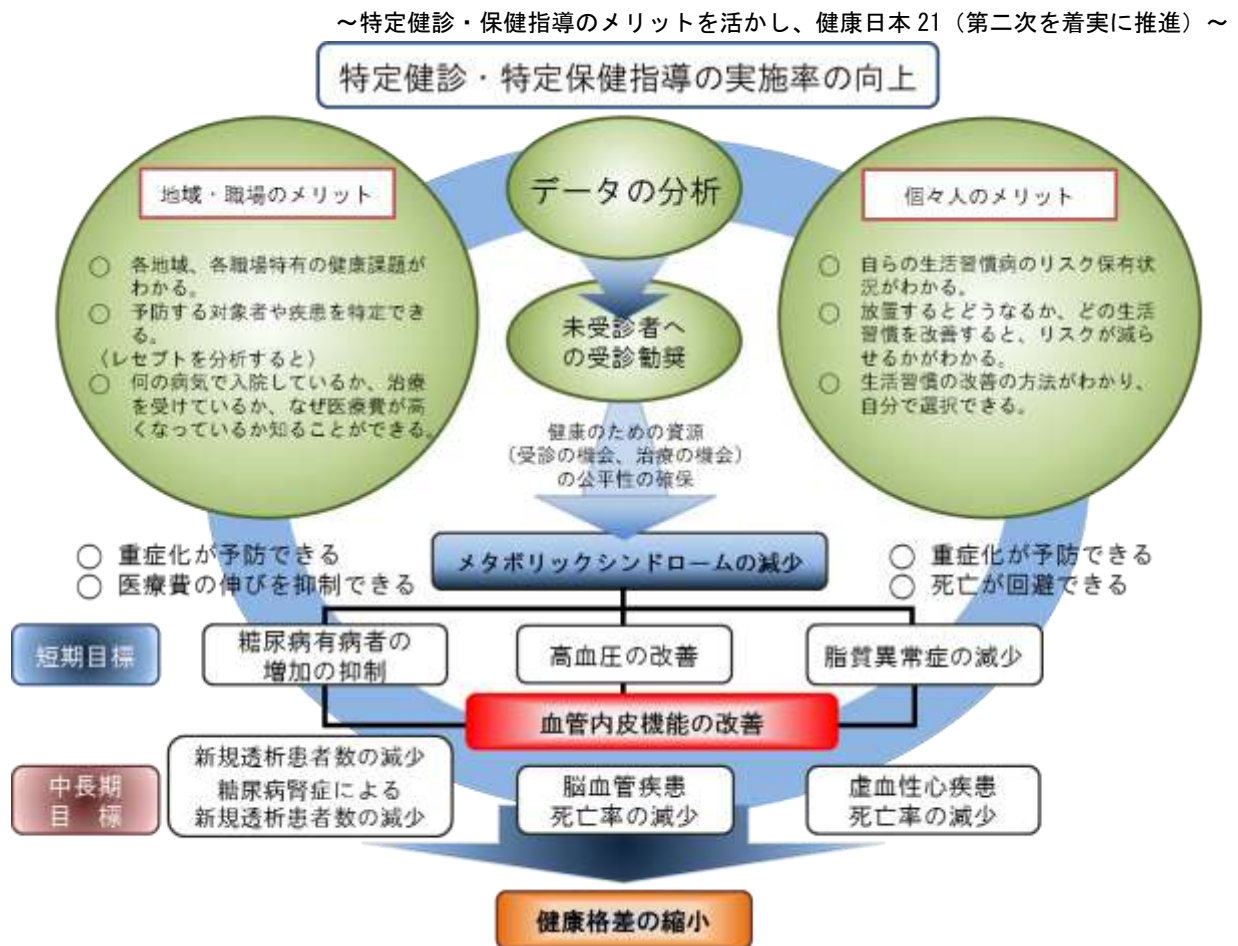 ～特定健診・保健指導のメリットを活かし、健康日本21（第二次を着実に推進）～
特定健診・特定保健指導の実施率の向上
地域・職場のメリット
○ 各地域、各職場特有の健康課題が
わかる。
○ 予防する対象者や疾患を特定でき
る。
（レセプトを分析すると）
○ 何の病気で入院しているか、治療
を受けているか、なぜ医療費が高
くなっているか知ることができる。
データの分析
未受診者へ
の受診勧奨
健康のための資源
（受診の機会、治療の機会）
の公平性の確保
個々人のメリット
○ 自らの生活習慣病のリスク保有状
況がわかる。
○ 放置するとどうなるか、どの生活
習慣を改善すると、リスクが減ら
せるかがわかる。
○ 生活習慣の改善の方法がわかり、
自分で選択できる。
○ 重症化が予防できる
○ 医療費の伸びを抑制できる
メタボリックシンドロームの減少
○ 重症化が予防できる
○ 死亡が回避できる
短期目標
糖尿病有病者の
増加の抑制
高血圧の改善
脂質異常症の減少
血管内皮機能の改善
中長期
目　標
新規透析患者数の減少
糖尿病腎症による
新規透析患者数の減少
脳血管疾患
死亡率の減少
虚血性心疾患
死亡率の減少
健康格差の縮小